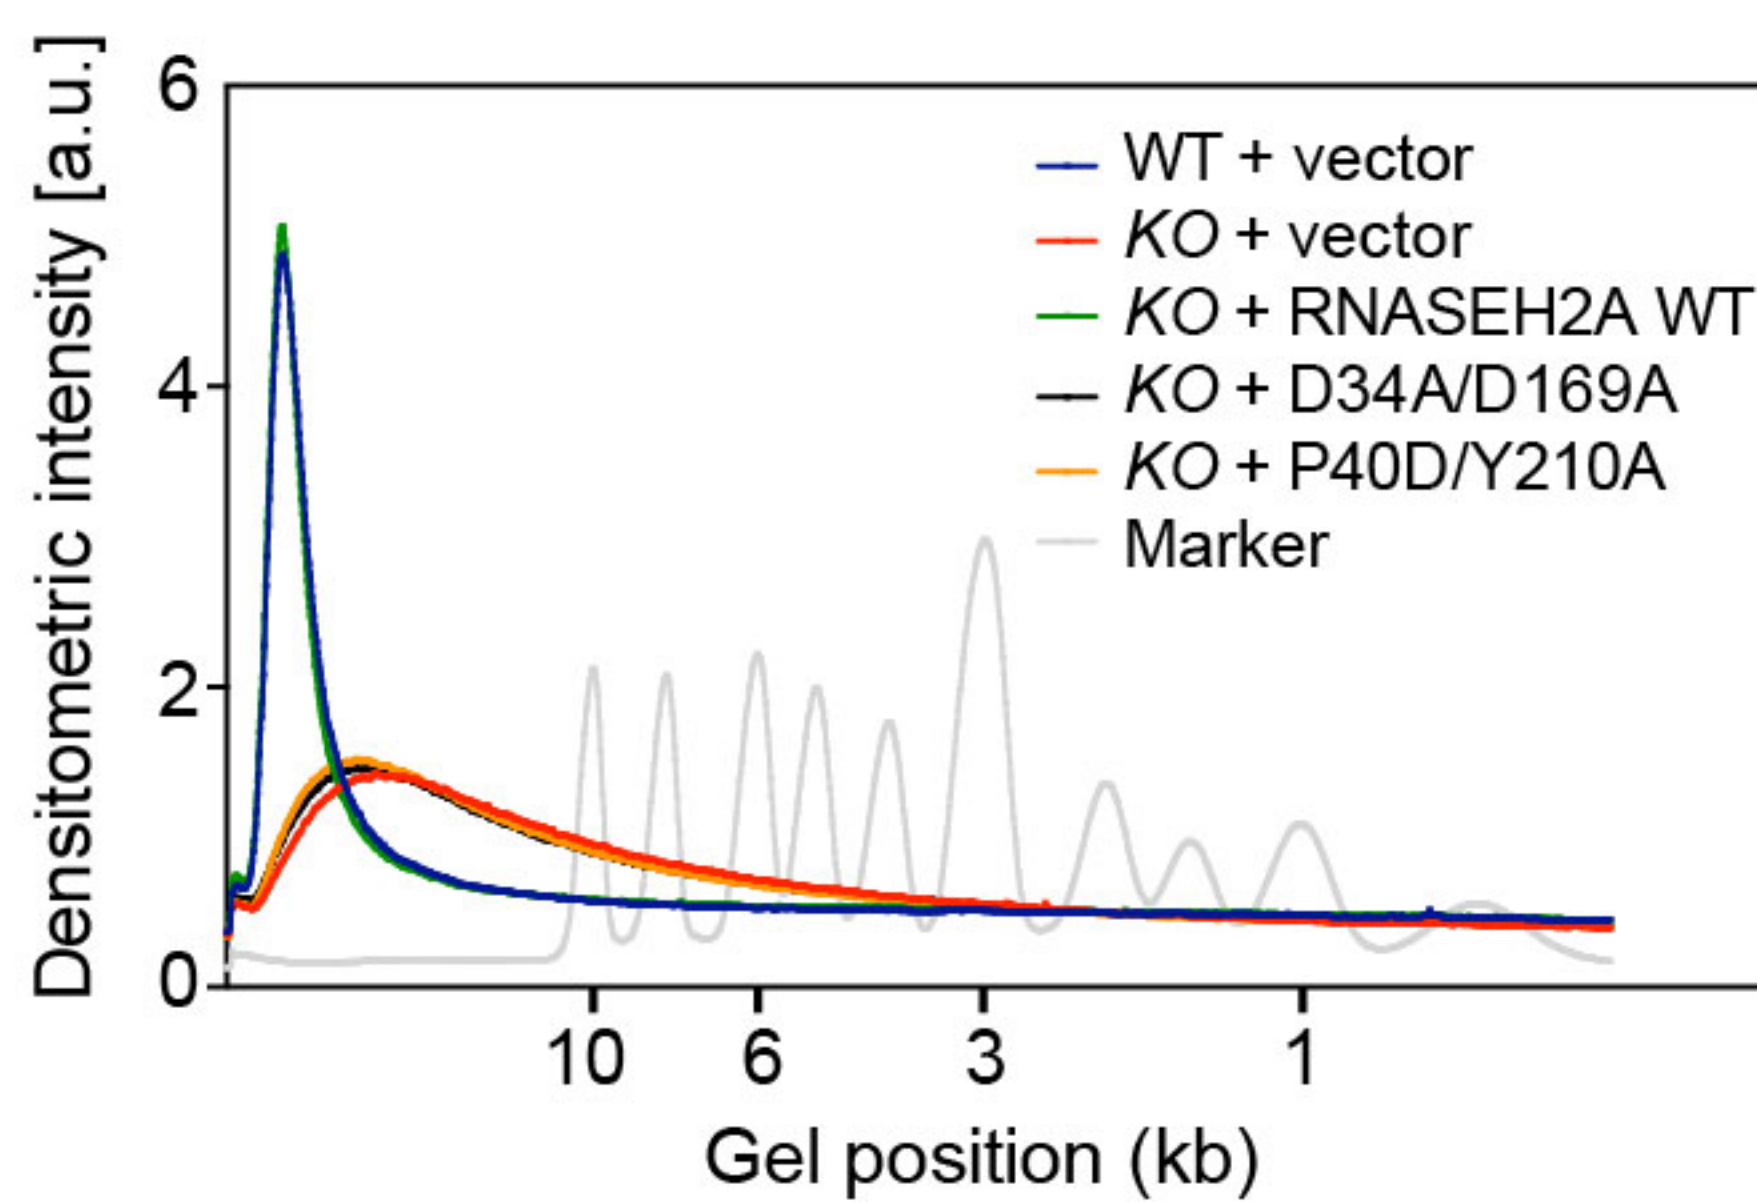 Densitometric intensity [a.u.]
6
4
2
0
WT + vector
KO + vector
KO + RNASEH2A WT
KO + D34A/D169A
KO + P40D/Y210A
Marker
10 6 3 1
Gel position (kb)